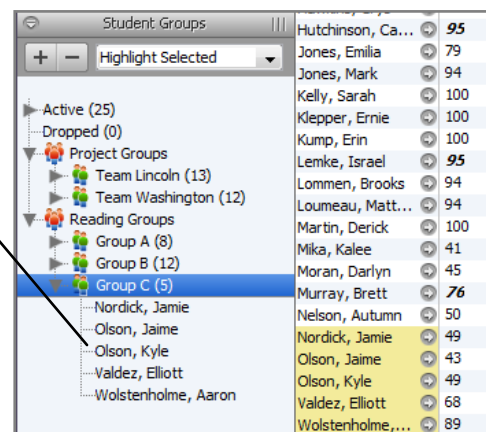 Student Groups
Highlight Selected
Active (25)
Dropped (0)
Project Groups
Team Lincoln (13)
Team Washington (12)
Reading Groups
Group A (8)
Group B (12)
Group C (5)
Nordick, Jamie
Olson, Jaime
Olson, Kyle
Valdez, Elliott
Wolstenholme, Aaron
Hutchinson, Ca... 95
Jones, Emilia 79
Jones, Mark 94
Kelly, Sarah 100
Klepper, Ernie 100
Kump, Erin 100
Lemke, Israel 95
Lommen, Brooks 94
Loumeau, Matt... 94
Martin, Derick 100
Mika, Kalee 41
Moran, Darlyn 45
Murray, Brett 76
Nelson, Autumn 50
Nordick, Jamie 49
Olson, Jaime 43
Olson, Kyle 49
Valdez, Elliott 68
Wolstenholme,... 89